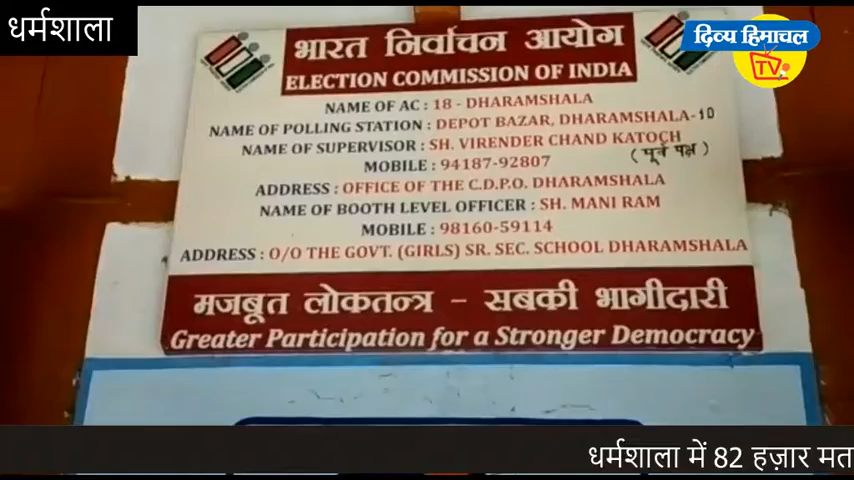 धर्मशाला
दिव्य हिमाचल
TV
भारत निर्वाचन आयोग
ELECTION COMMISSION OF INDIA
NAME OF AC : 18 - DHARAMSHALA
NAME OF POLLING STATION : DEPOT BAZAR, DHARAMSHALA-10
NAME OF SUPERVISOR : SH. VIRENDER CHAND KATOCH
(पूर्व पक्ष)
MOBILE : 94187-92807
ADDRESS : OFFICE OF THE C.D.P.O. DHARAMSHALA
NAME OF BOOTH LEVEL OFFICER : SH. MANI RAM
MOBILE : 98160-59114
ADDRESS : O/O THE GOVT. (GIRLS) SR. SEC. SCHOOL DHARAMSHALA
मजबूत लोकतन्त्र - सबकी भागीदारी
Greater Participation for a Stronger Democracy
धर्मशाला में 82 हज़ार मत